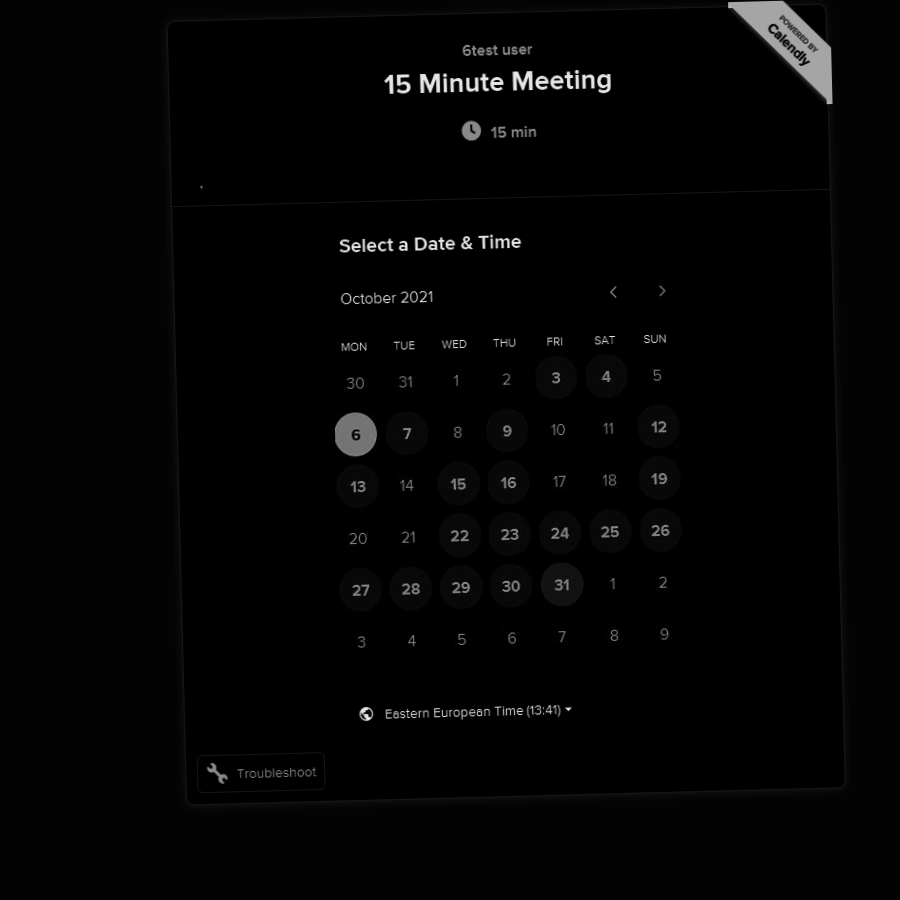 POWERED BY
Calendly
6test user
15 Minute Meeting
15 min
Select a Date & Time
October 2021
MON TUE WED THU FRI SAT SUN
30 31 1 2 3 4 5
6 7 8 9 10 11 12
13 14 15 16 17 18 19
20 21 22 23 24 25 26
27 28 29 30 31 1 2
3 4 5 6 7 8 9
Eastern European Time (13:41)
Troubleshoot